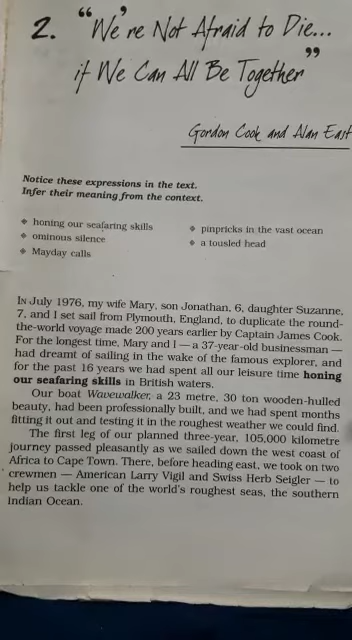 2. "We're Not Afraid to Die...
if We Can All Be Together"
Gordon Cook and Alan East
Notice these expressions in the text.
Infer their meaning from the context.
❖ honing our seafaring skills
❖ ominous silence
❖ Mayday calls
❖ pinpricks in the vast ocean
❖ a tousled head
IN July 1976, my wife Mary, son Jonathan, 6, daughter Suzanne,
7, and I set sail from Plymouth, England, to duplicate the round-
the-world voyage made 200 years earlier by Captain James Cook.
For the longest time, Mary and I — a 37-year-old businessman —
had dreamt of sailing in the wake of the famous explorer, and
for the past 16 years we had spent all our leisure time honing
our seafaring skills in British waters.
Our boat Wavewalker, a 23 metre, 30 ton wooden-hulled
beauty, had been professionally built, and we had spent months
fitting it out and testing it in the roughest weather we could find.
The first leg of our planned three-year, 105,000 kilometre
journey passed pleasantly as we sailed down the west coast of
Africa to Cape Town. There, before heading east, we took on two
crewmen — American Larry Vigil and Swiss Herb Seigler — to
help us tackle one of the world's roughest seas, the southern
Indian Ocean.